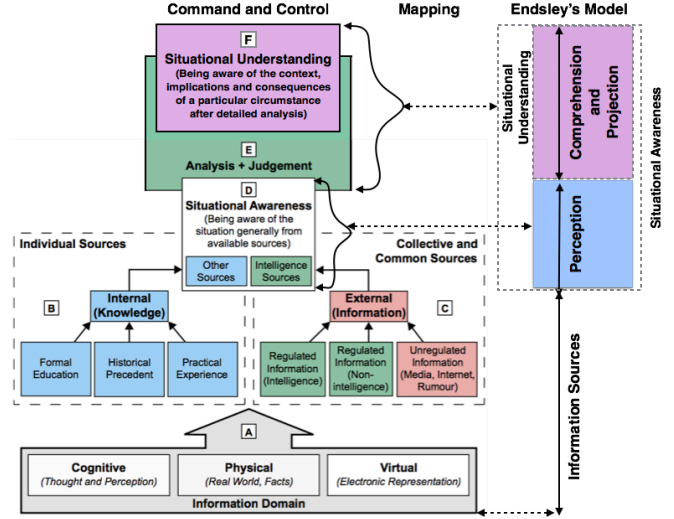 Command and Control
Mapping
Endsley's Model
F
Situational Understanding
(Being aware of the context,
implications and consequences
of a particular circumstance
after detailed analysis)
E
Analysis + Judgement
D
Situational Awareness
(Being aware of the
situation generally from
available sources)
Other
Sources
Intelligence
Sources
Individual Sources
Collective and
Common Sources
B
Internal
(Knowledge)
External
(Information)
C
Formal
Education
Historical
Precedent
Practical
Experience
Regulated
Information
(Intelligence)
Regulated
Information
(Non-
intelligence)
Unregulated
Information
(Media, Internet,
Rumour)
A
Cognitive
(Thought and Perception)
Physical
(Real World, Facts)
Virtual
(Electronic Representation)
Information Domain
Situational
Understanding
Comprehension
and
Projection
Perception
Situational Awareness
Information Sources